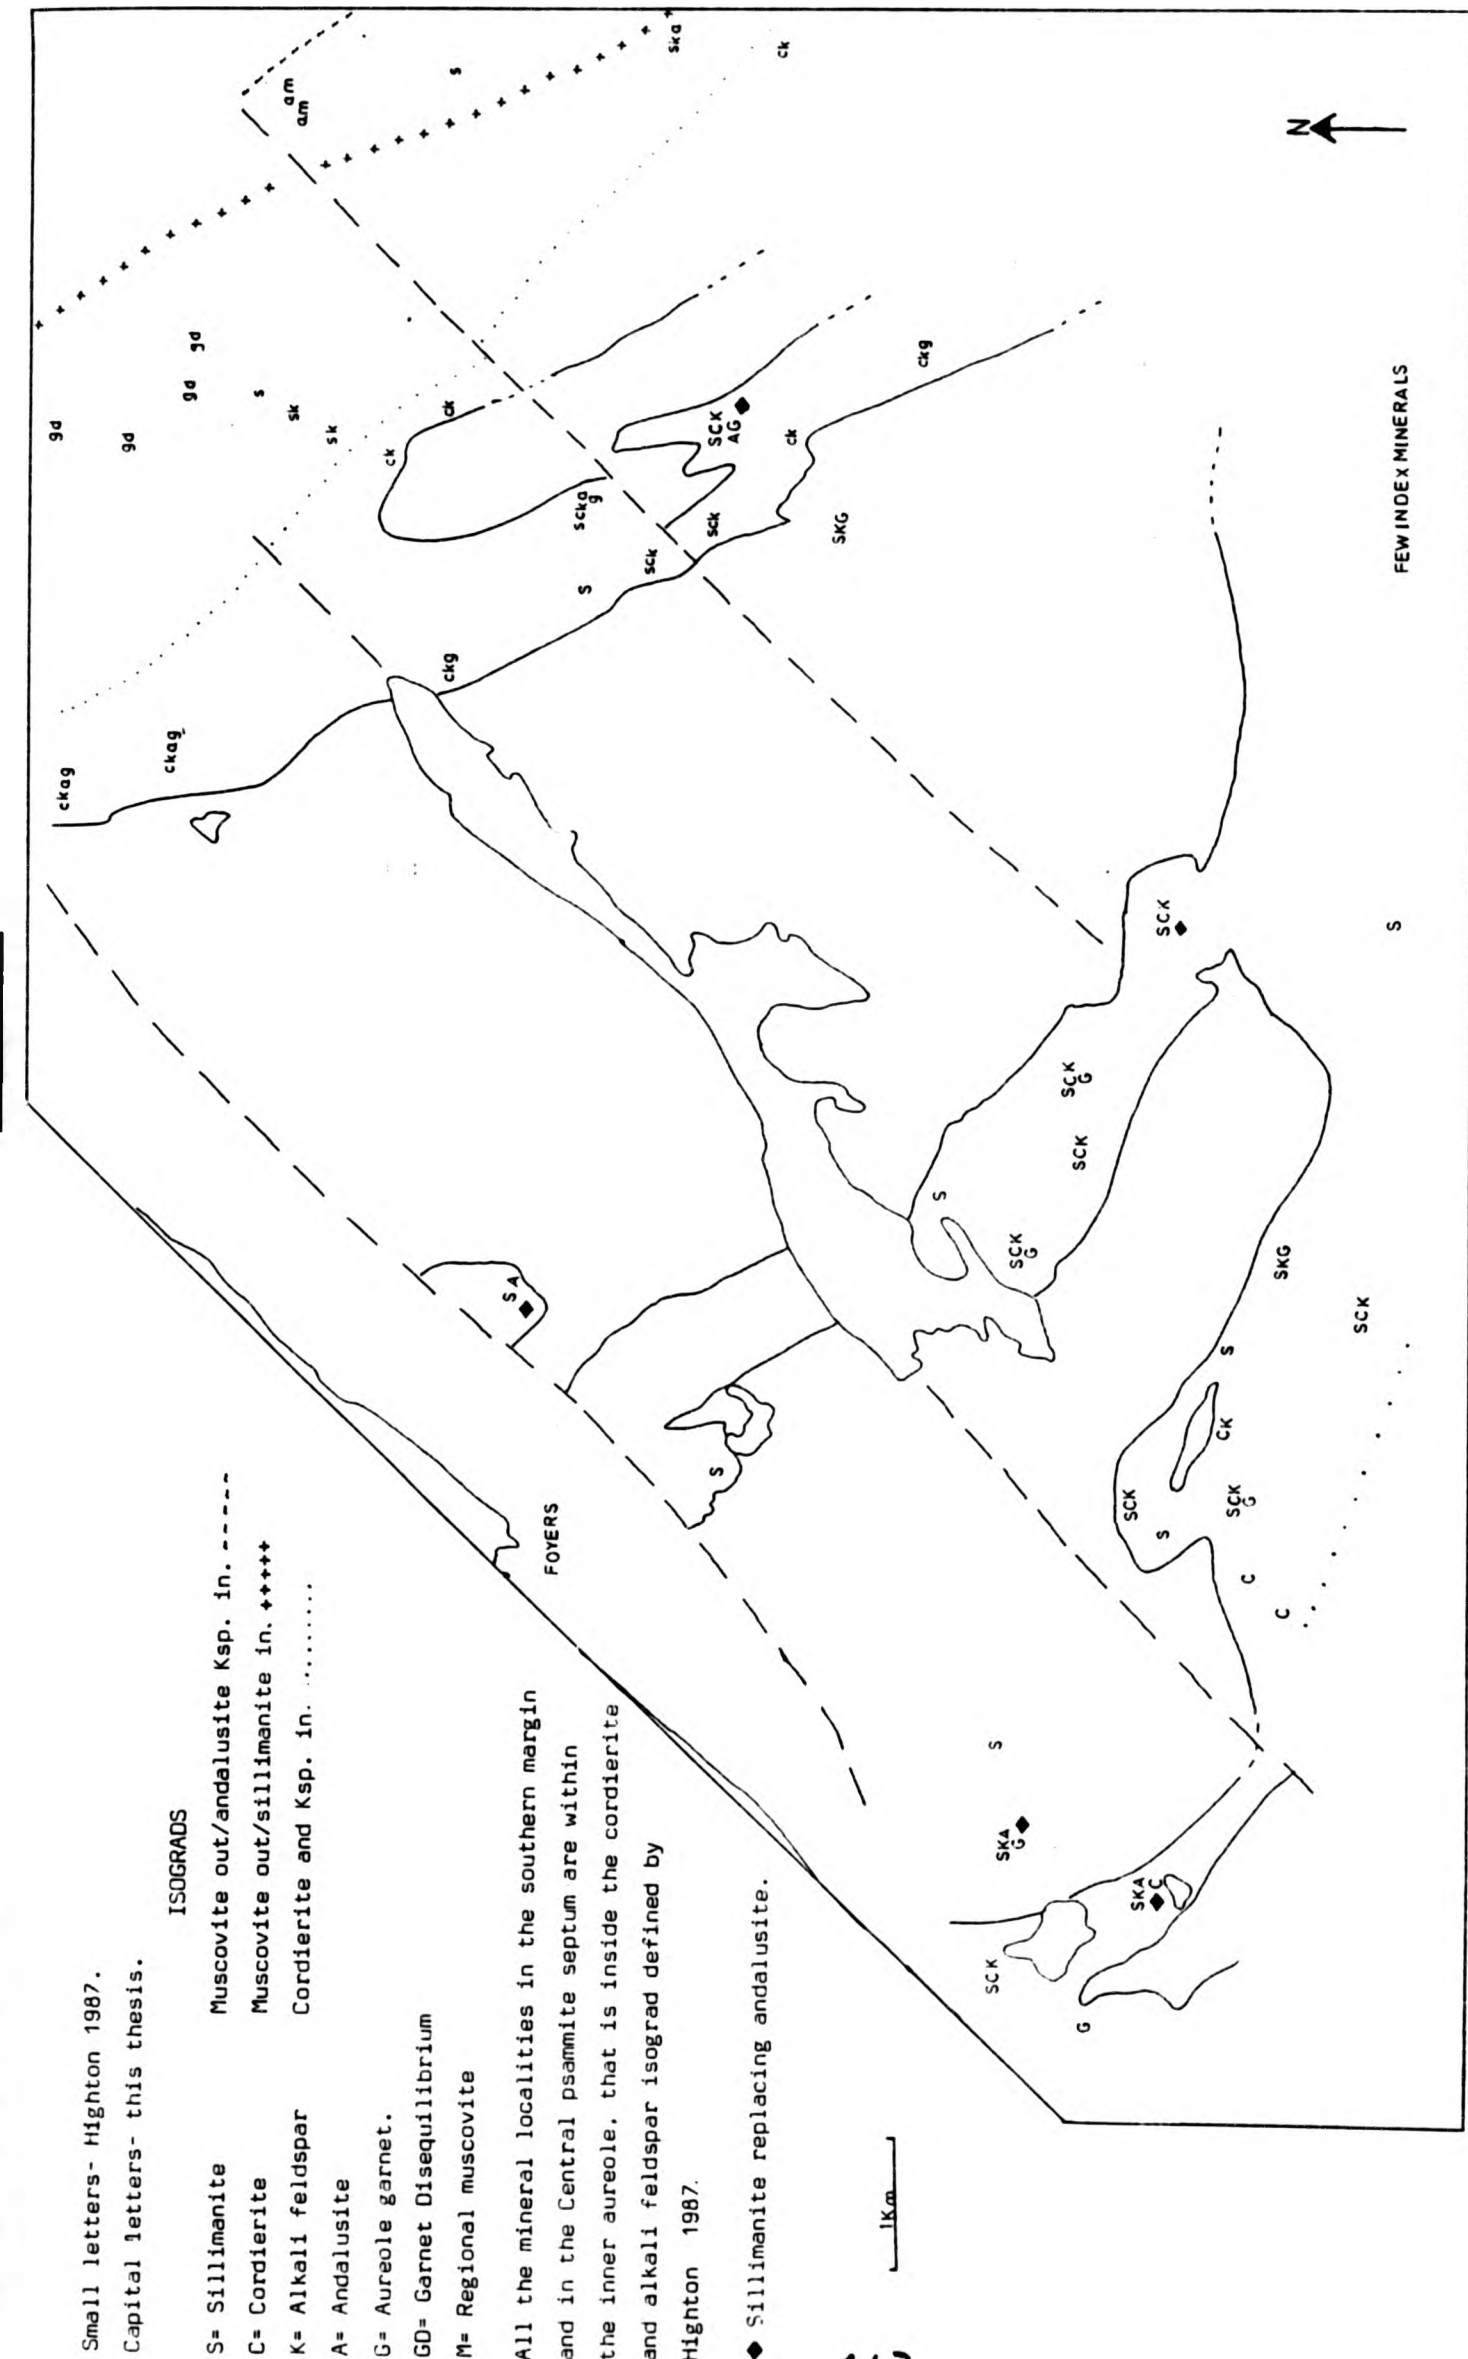 Small letters- Highton 1987.
Capital letters- this thesis.
ISOGRADS
S= Sillimanite
C= Cordierite
K= Alkali feldspar
A= Andalusite
G= Aureole garnet.
GD= Garnet Disequilibrium
M= Regional muscovite
Muscovite out/andalusite Ksp. in. -----
Muscovite out/sillimanite in. +++++
Cordierite and Ksp. in. .........
All the mineral localities in the southern margin
and in the Central psammite septum are within
the inner aureole, that is inside the cordierite
and alkali feldspar isograd defined by
Highton 1987.
◆ Sillimanite replacing andalusite.
1Km
FOYERS
N
FEW INDEX MINERALS
ckag
ckag
gd
gd
gd
gd
s
sk
sk
ck
ck
am
am
s
ska
ck
ckg
s
scka
g
sck
sck
SCK
AG
ck
ckg
SKG
S A
S
S
SCK
G
SCK
SCK
G
SCK
S
SKG
SCK
S
CK
SCK
G
SCK
S
C
C
S
SKA
G
SKA
C
SCK
G